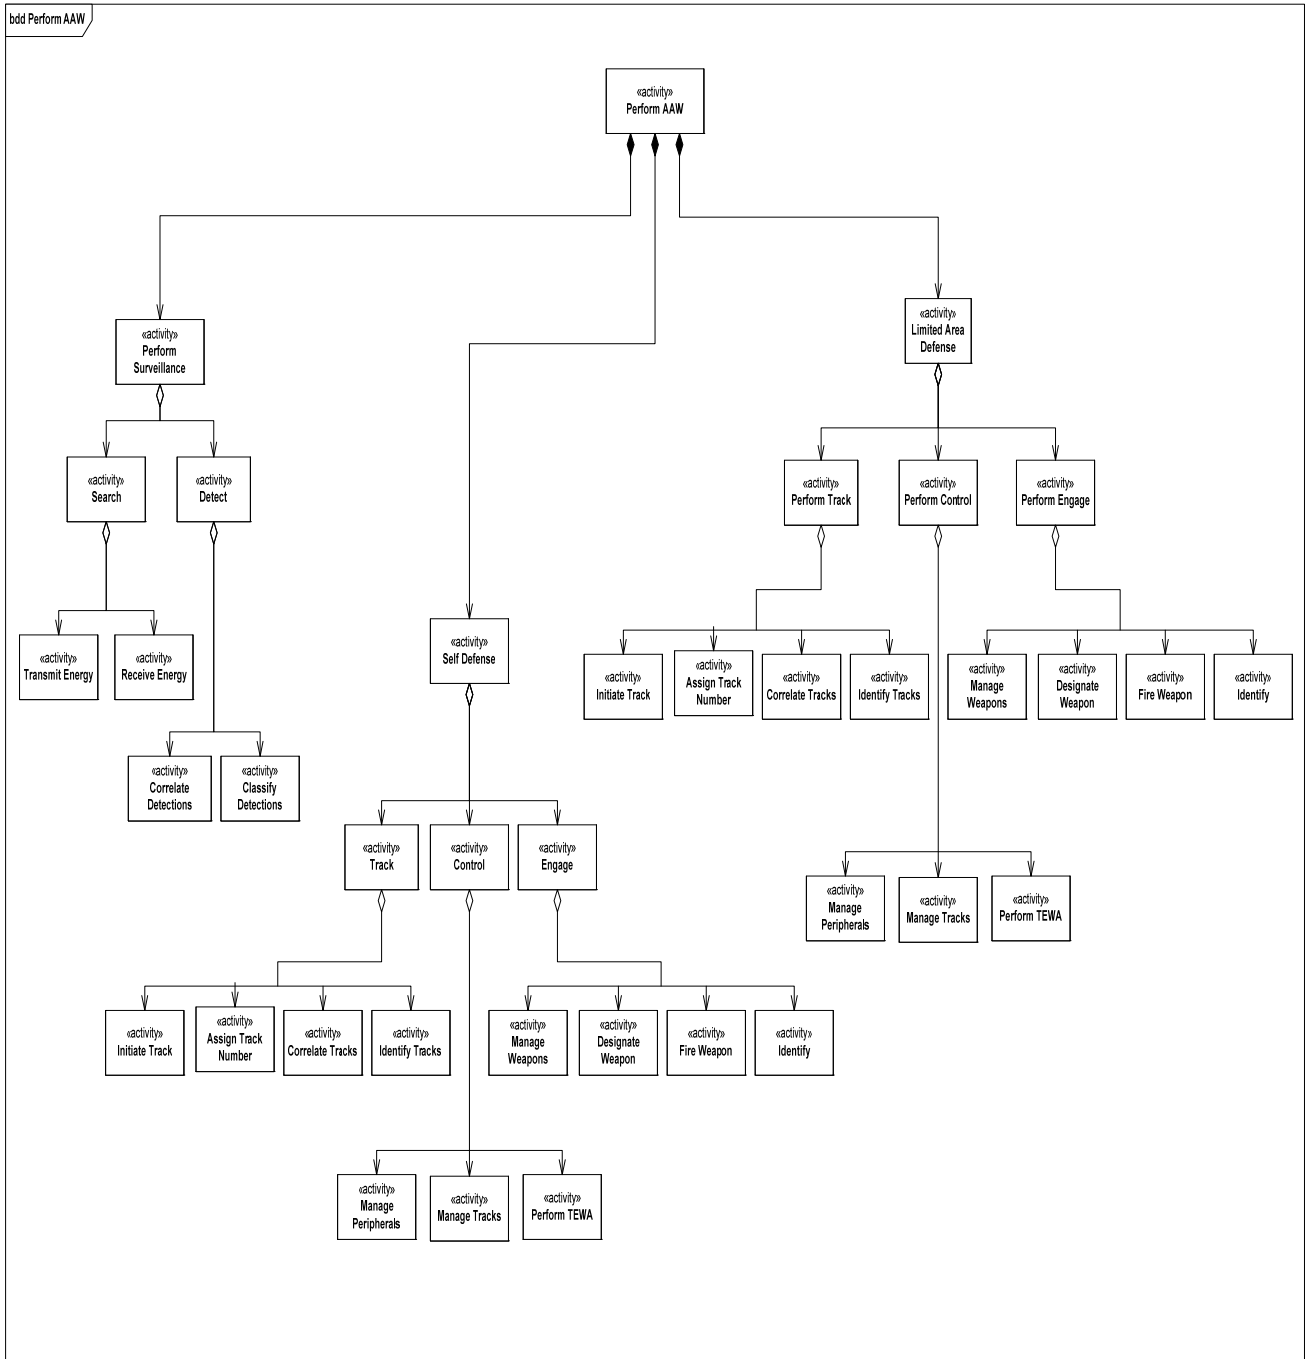 bdd Perform AAW
«activity»
Perform AAW
«activity»
Perform
Surveillance
«activity»
Limited Area
Defense
«activity»
Search
«activity»
Detect
«activity»
Perform Track
«activity»
Perform Control
«activity»
Perform Engage
«activity»
Transmit Energy
«activity»
Receive Energy
«activity»
Self Defense
«activity»
Initiate Track
«activity»
Assign Track
Number
«activity»
Correlate Tracks
«activity»
Identify Tracks
«activity»
Manage
Weapons
«activity»
Designate
Weapon
«activity»
Fire Weapon
«activity»
Identify
«activity»
Correlate
Detections
«activity»
Classify
Detections
«activity»
Track
«activity»
Control
«activity»
Engage
«activity»
Manage
Peripherals
«activity»
Manage Tracks
«activity»
Perform TEWA
«activity»
Initiate Track
«activity»
Assign Track
Number
«activity»
Correlate Tracks
«activity»
Identify Tracks
«activity»
Manage
Weapons
«activity»
Designate
Weapon
«activity»
Fire Weapon
«activity»
Identify
«activity»
Manage
Peripherals
«activity»
Manage Tracks
«activity»
Perform TEWA